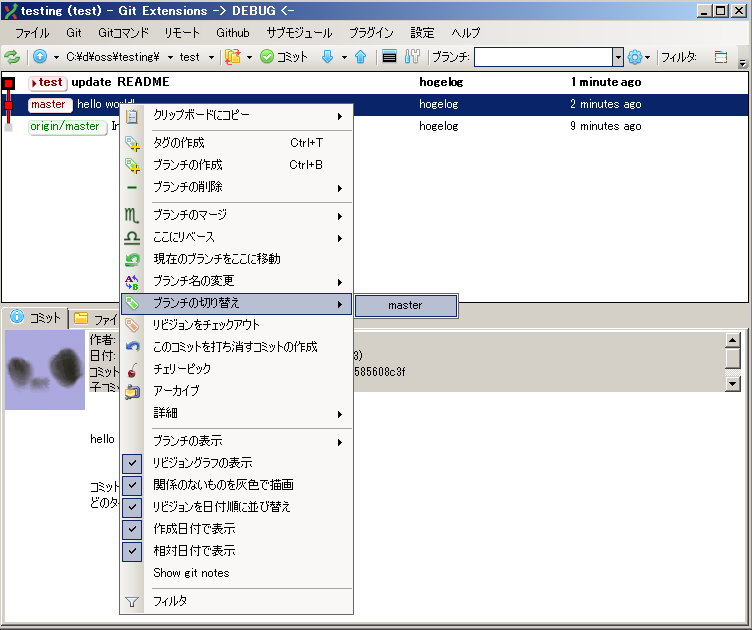 testing (test) - Git Extensions -> DEBUG <-
ファイル Git Gitコマンド リモート Github サブモジュール プラグイン 設定 ヘルプ
C:¥d¥oss¥testing¥ test コミット ブランチ: フィルタ:
test update README hogelog 1 minute ago
master hello world! hogelog 2 minutes ago
origin/master hogelog 9 minutes ago
クリップボードにコピー
タグの作成 Ctrl+T
ブランチの作成 Ctrl+B
ブランチの削除
ブランチのマージ
ここにリベース
現在のブランチをここに移動
ブランチ名の変更
ブランチの切り替え
master
リビジョンをチェックアウト
このコミットを打ち消すコミットの作成
チェリーピック
アーカイブ
詳細
ブランチの表示
リビジョングラフの表示
関係のないものを灰色で描画
リビジョンを日付順に並び替え
作成日付で表示
相対日付で表示
Show git notes
フィルタ
コミット ファイ
作者:
日付: 3)
コミット 585608c3f
子コミ
hello
コミット
どのタ